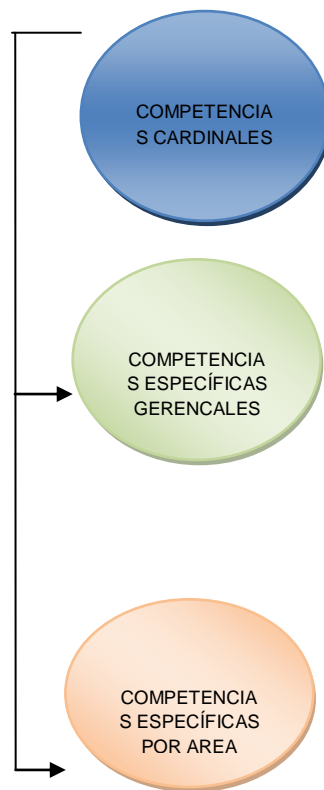 COMPETENCIA
S CARDINALES
COMPETENCIA
S ESPECÍFICAS
GERENCALES
COMPETENCIA
S ESPECÍFICAS
POR AREA